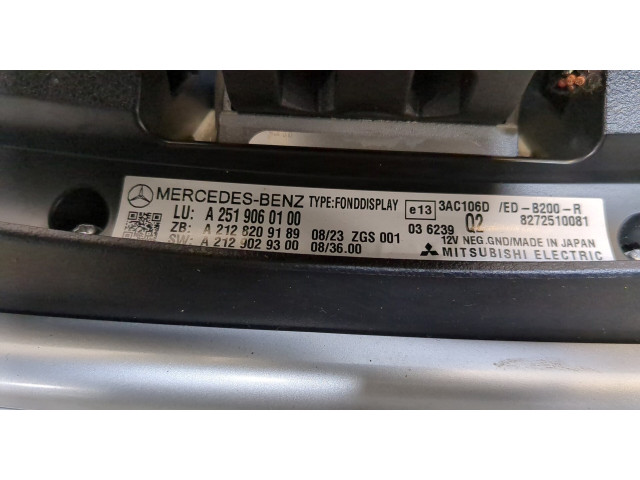 MERCEDES-BENZ TYPE:FONDDISPLAY e13 3AC106D /ED-B200-R
LU: A 251 906 01 00 03 6239 Q2 8272510081
ZB: A 212 820 91 89 08/23 ZGS 001 12V NEG.GND/MADE IN JAPAN
SW: A 212 902 93 00 08/36.00 MITSUBISHI ELECTRIC